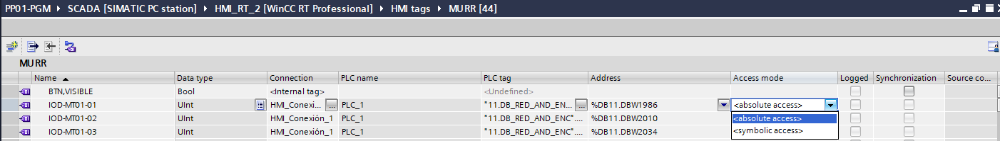 PP01-PGM ▸ SCADA [SIMATIC PC station] ▸ HMI_RT_2 [WinCC RT Professional] ▸ HMI tags ▸ MURR [44]
MURR
Name Data type Connection PLC name PLC tag Address Access mode Logged Synchronization Source co...
BTN,VISIBLE Bool <Internal tag> <Undefined>
IOD-MT01-01 UInt HMI_Conexi... ... PLC_1 "11.DB_RED_AND_EN... ... %DB11.DBW1986 <absolute access>
IOD-MT01-02 UInt HMI_Conexión_1 PLC_1 "11.DB_RED_AND_ENC".... %DB11.DBW2010 <absolute access>
IOD-MT01-03 UInt HMI_Conexión_1 PLC_1 "11.DB_RED_AND_ENC".... %DB11.DBW2034 <symbolic access>